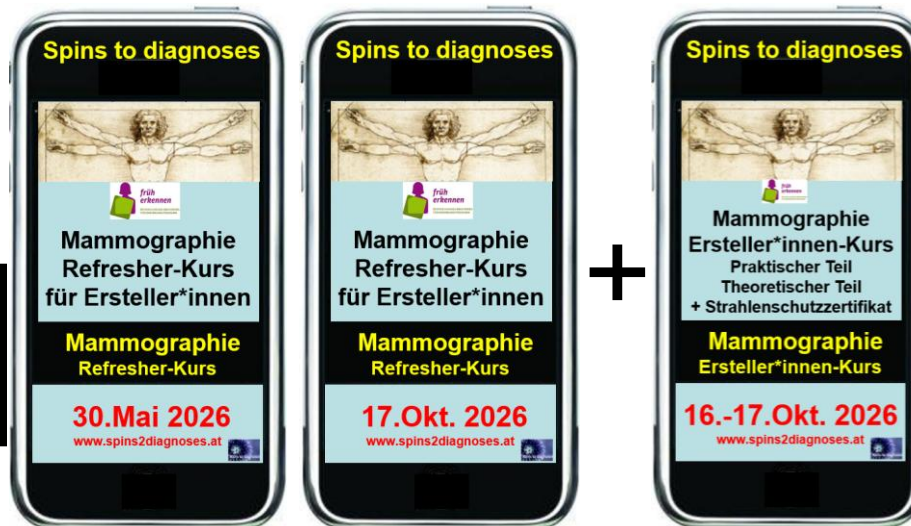 Spins to diagnoses
früh
erkennen
Mammographie
Refresher-Kurs
für Ersteller*innen
Mammographie
Refresher-Kurs
30.Mai 2026
www.spins2diagnoses.at
Spins to diagnoses
früh
erkennen
Mammographie
Refresher-Kurs
für Ersteller*innen
Mammographie
Refresher-Kurs
17.Okt. 2026
www.spins2diagnoses.at
+
Spins to diagnoses
früh
erkennen
Mammographie
Ersteller*innen-Kurs
Praktischer Teil
Theoretischer Teil
+ Strahlenschutzzertifikat
Mammographie
Ersteller*innen-Kurs
16.-17.Okt. 2026
www.spins2diagnoses.at